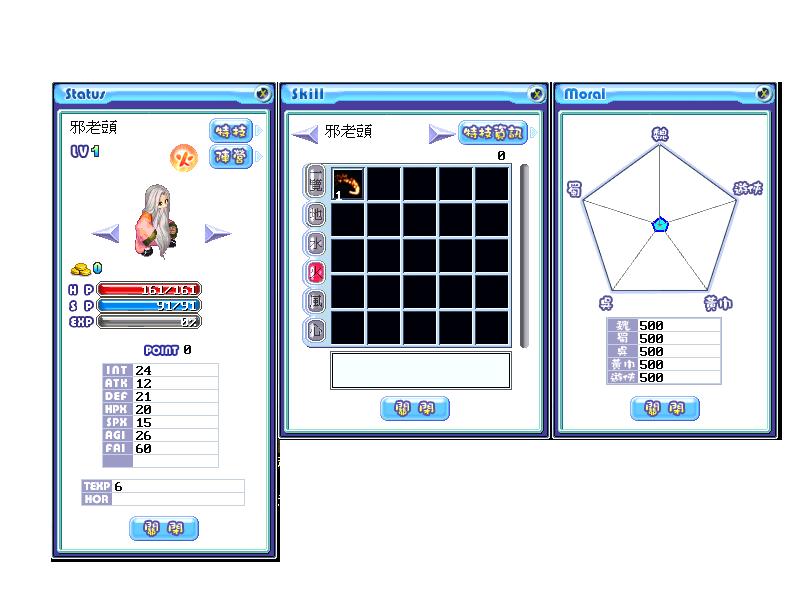 Status
邪老頭
特技
LV 1
陣營
火
0
HP 161/161
SP 91/91
EXP 0%
POINT 0
INT 24
ATK 12
DEF 21
HPX 20
SPX 15
AGI 26
FAI 60
TEXP 6
HOR
關 閉
Skill
邪老頭
特技資訊
0
一覽
1
地
水
火
風
心
關 閉
Moral
魏
蜀
遊俠
吳
黃巾
魏 500
蜀 500
吳 500
黃巾 500
遊俠 500
關 閉